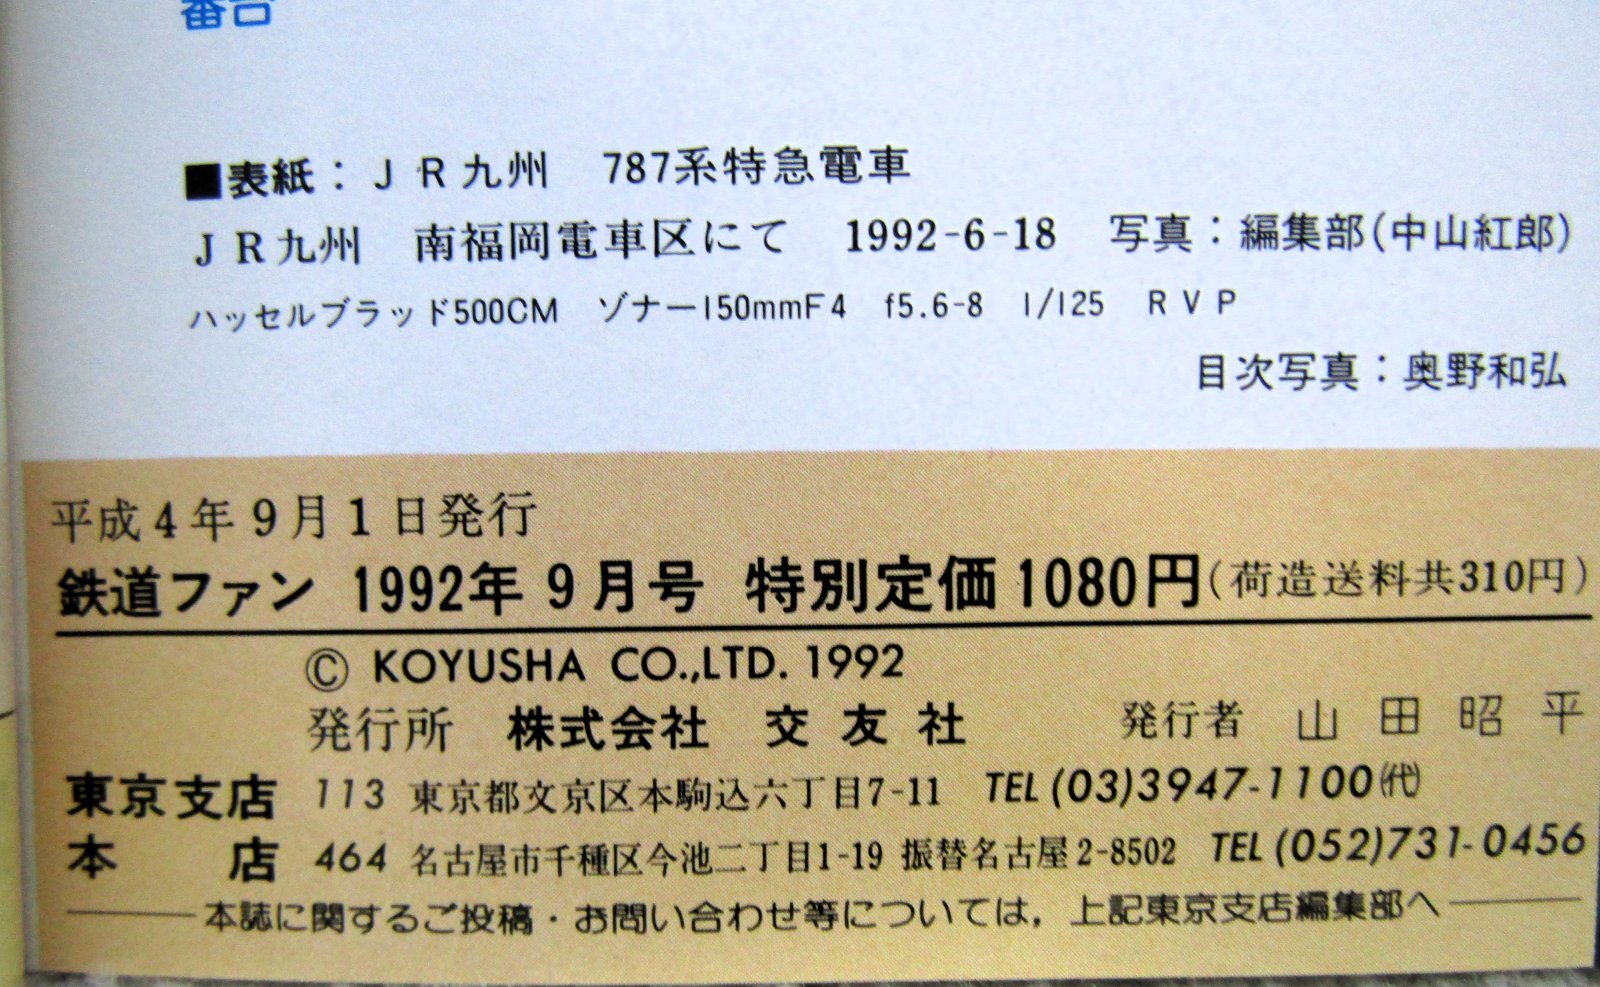 番台
■表紙：JR九州　787系特急電車
JR九州　南福岡電車区にて　1992-6-18　写真：編集部(中山紅郎)
ハッセルブラッド500CM　ゾナー150mmF4　f5.6-8　1/125　RVP
目次写真：奥野和弘
平成4年9月1日発行
鉄道ファン 1992年9月号 特別定価1080円(荷造送料共310円)
© KOYUSHA CO.,LTD. 1992
発行所　株式会社　交友社　発行者　山田昭平
東京支店 113 東京都文京区本駒込六丁目7-11 TEL (03)3947-1100㈹
本店 464 名古屋市千種区今池二丁目1-19 振替名古屋2-8502 TEL (052)731-0456
本誌に関するご投稿・お問い合わせ等については，上記東京支店編集部へ